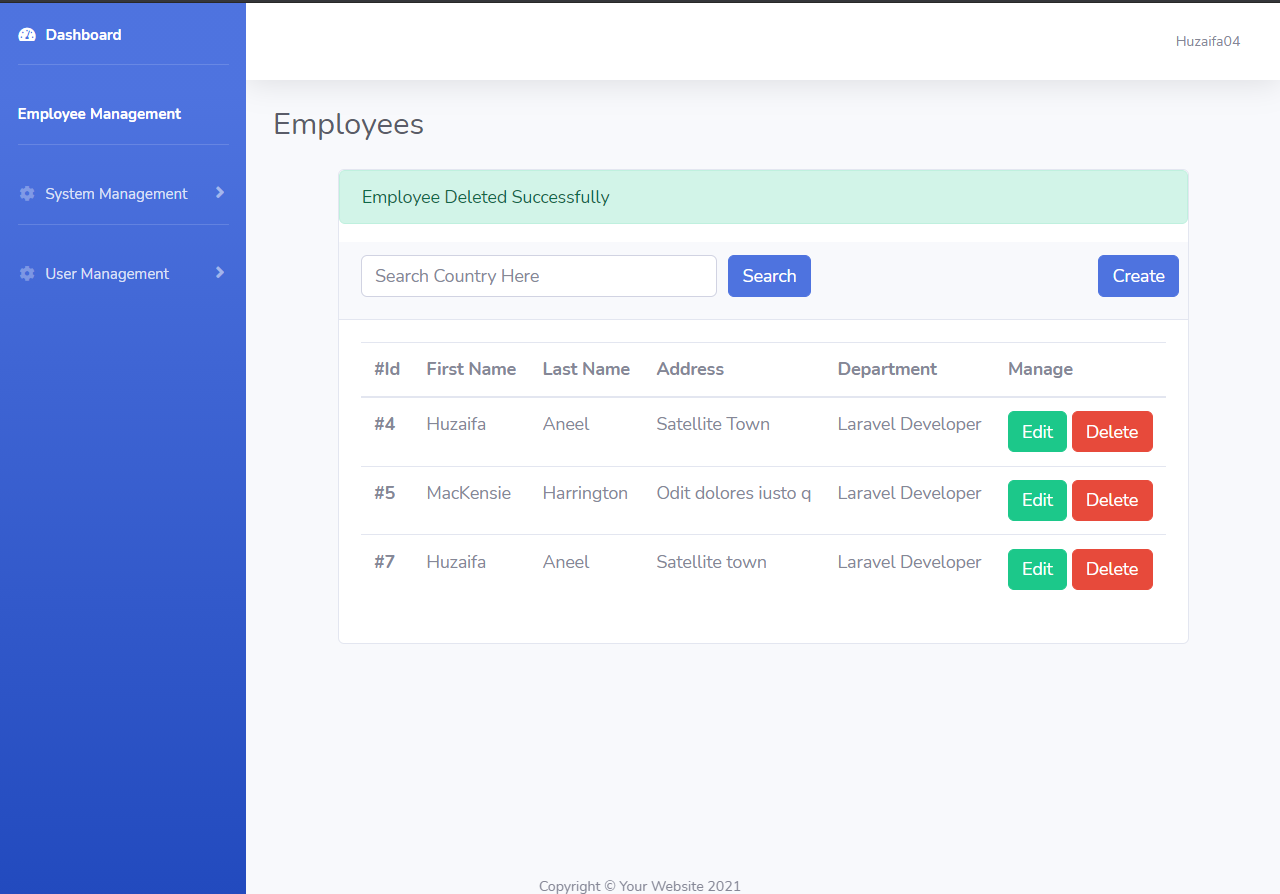 Dashboard
Huzaifa04
Employee Management
System Management
User Management
Employees
Employee Deleted Successfully
Search Country Here Search Create
#Id First Name Last Name Address Department Manage
#4 Huzaifa Aneel Satellite Town Laravel Developer Edit Delete
#5 MacKensie Harrington Odit dolores iusto q Laravel Developer Edit Delete
#7 Huzaifa Aneel Satellite town Laravel Developer Edit Delete
Copyright © Your Website 2021